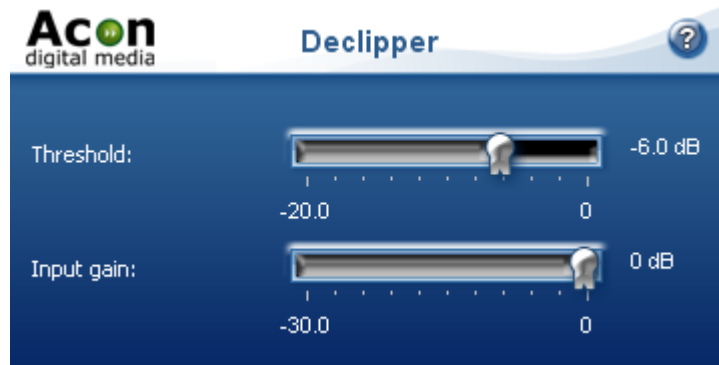 Acon
digital media
Declipper
?
Threshold:
-6.0 dB
-20.0
0
Input gain:
0 dB
-30.0
0